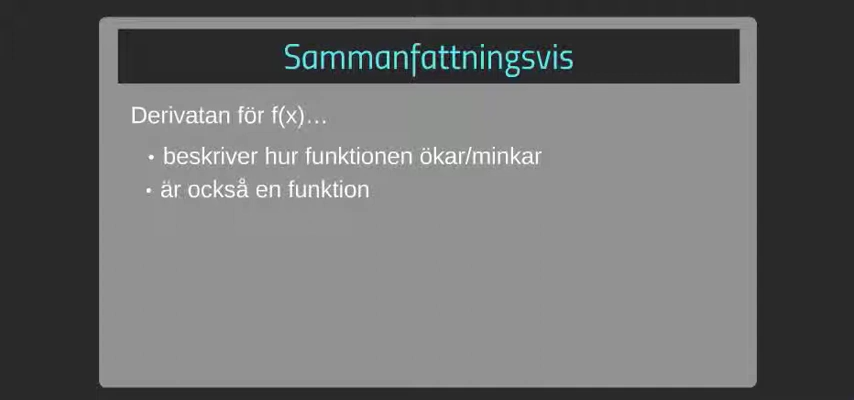 Sammanfattningsvis
Derivatan för f(x)...
• beskriver hur funktionen ökar/minkar
• är också en funktion